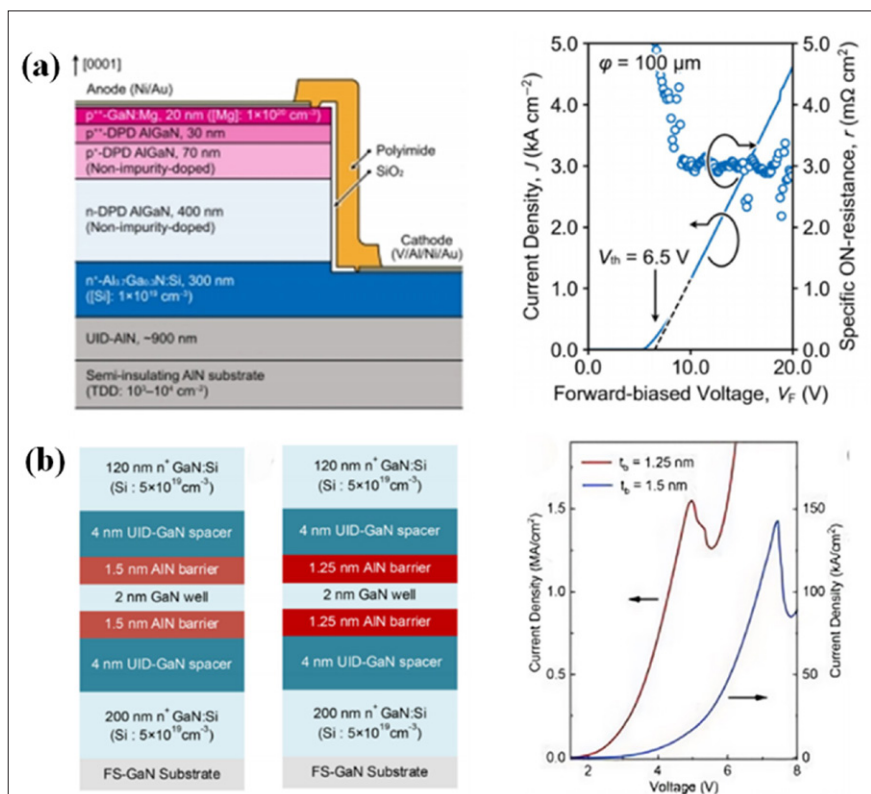 (a)
[0001]
Anode (Ni/Au)
p⁺⁺-GaN:Mg, 20 nm ([Mg]: 1×10²⁰ cm⁻³)
p⁺⁺-DPD AlGaN, 30 nm
p⁺-DPD AlGaN, 70 nm
(Non-impurity-doped)
n-DPD AlGaN, 400 nm
(Non-impurity-doped)
Polyimide
SiO₂
Cathode
(V/Al/Ni/Au)
n⁺-Al₀.₇Ga₀.₃N:Si, 300 nm
([Si]: 1×10¹⁹ cm⁻³)
UID-AlN, ~900 nm
Semi-insulating AlN substrate
(TDD: 10³–10⁴ cm⁻²)
φ = 100 μm
Vth = 6.5 V
Current Density, J (kA cm⁻²)
5.0
4.0
3.0
2.0
1.0
0.0
Specific ON-resistance, r (mΩ cm²)
5.0
4.0
3.0
2.0
1.0
0.0
0.0 10.0 20.0
Forward-biased Voltage, VF (V)
(b)
120 nm n⁺ GaN:Si
(Si : 5×10¹⁹cm⁻³)
4 nm UID-GaN spacer
1.5 nm AlN barrier
2 nm GaN well
1.5 nm AlN barrier
4 nm UID-GaN spacer
200 nm n⁺ GaN:Si
(Si : 5×10¹⁹cm⁻³)
FS-GaN Substrate
120 nm n⁺ GaN:Si
(Si : 5×10¹⁹cm⁻³)
4 nm UID-GaN spacer
1.25 nm AlN barrier
2 nm GaN well
1.25 nm AlN barrier
4 nm UID-GaN spacer
200 nm n⁺ GaN:Si
(Si : 5×10¹⁹cm⁻³)
FS-GaN Substrate
tb = 1.25 nm
tb = 1.5 nm
Current Density (MA/cm²)
1.5
1.0
0.5
0.0
Current Density (kA/cm²)
150
100
50
0
2 4 6 8
Voltage (V)